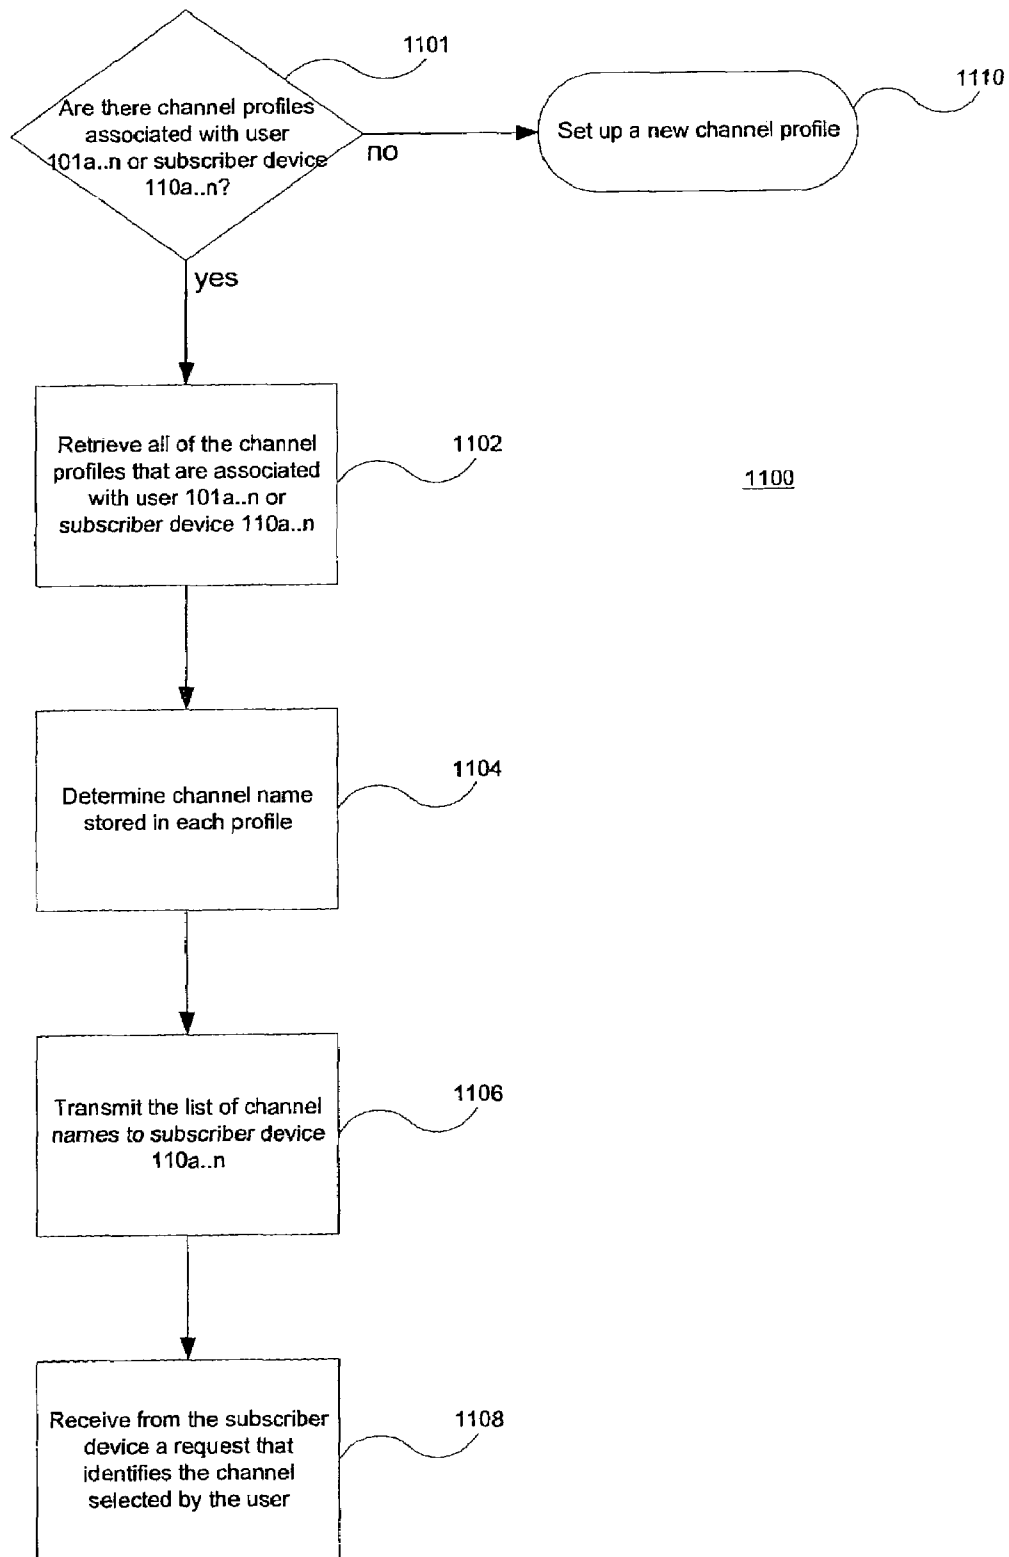 1101
Are there channel profiles
associated with user
101a..n or subscriber device
110a..n?
no
1110
Set up a new channel profile
yes
Retrieve all of the channel
profiles that are associated
with user 101a..n or
subscriber device 110a..n
1102
1100
Determine channel name
stored in each profile
1104
Transmit the list of channel
names to subscriber device
110a..n
1106
Receive from the subscriber
device a request that
identifies the channel
selected by the user
1108